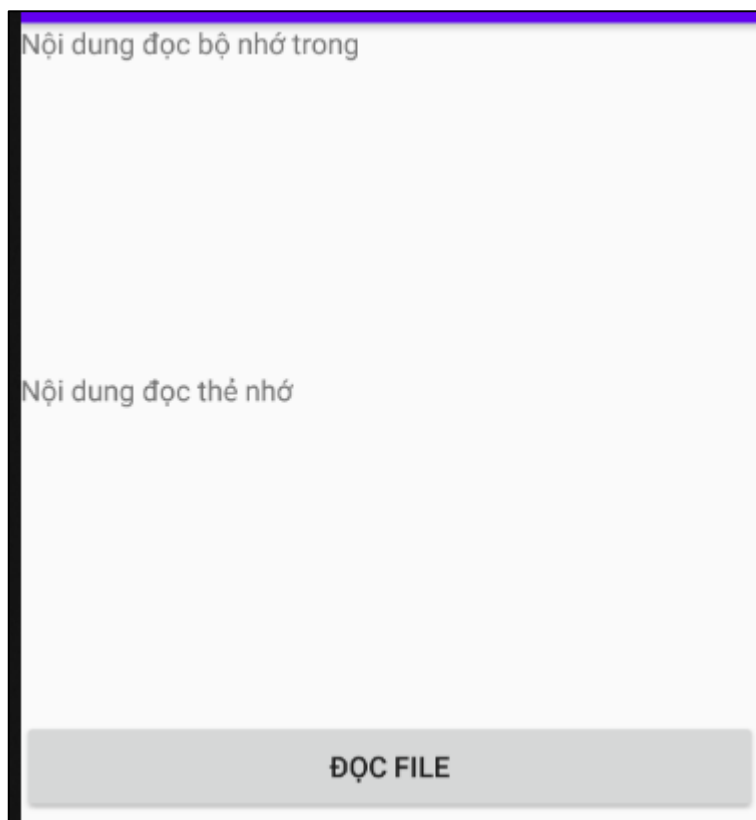 Nội dung đọc bộ nhớ trong
Nội dung đọc thẻ nhớ
ĐỌC FILE